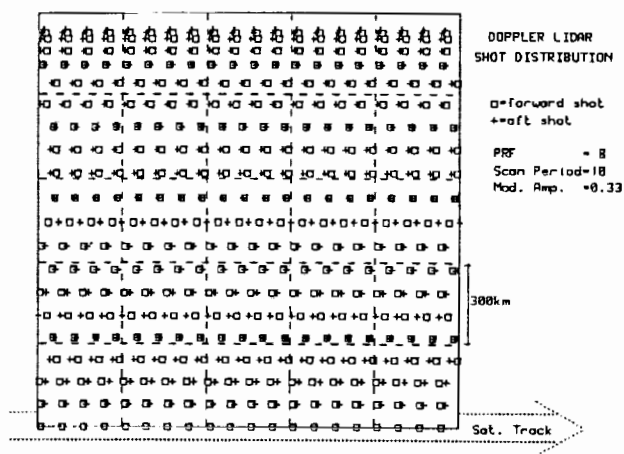 DOPPLER LIDAR
SHOT DISTRIBUTION
□=forward shot
+=aft shot
PRF = 8
Scan Period=10
Mod. Amp. =0.33
300km
Sat. Track